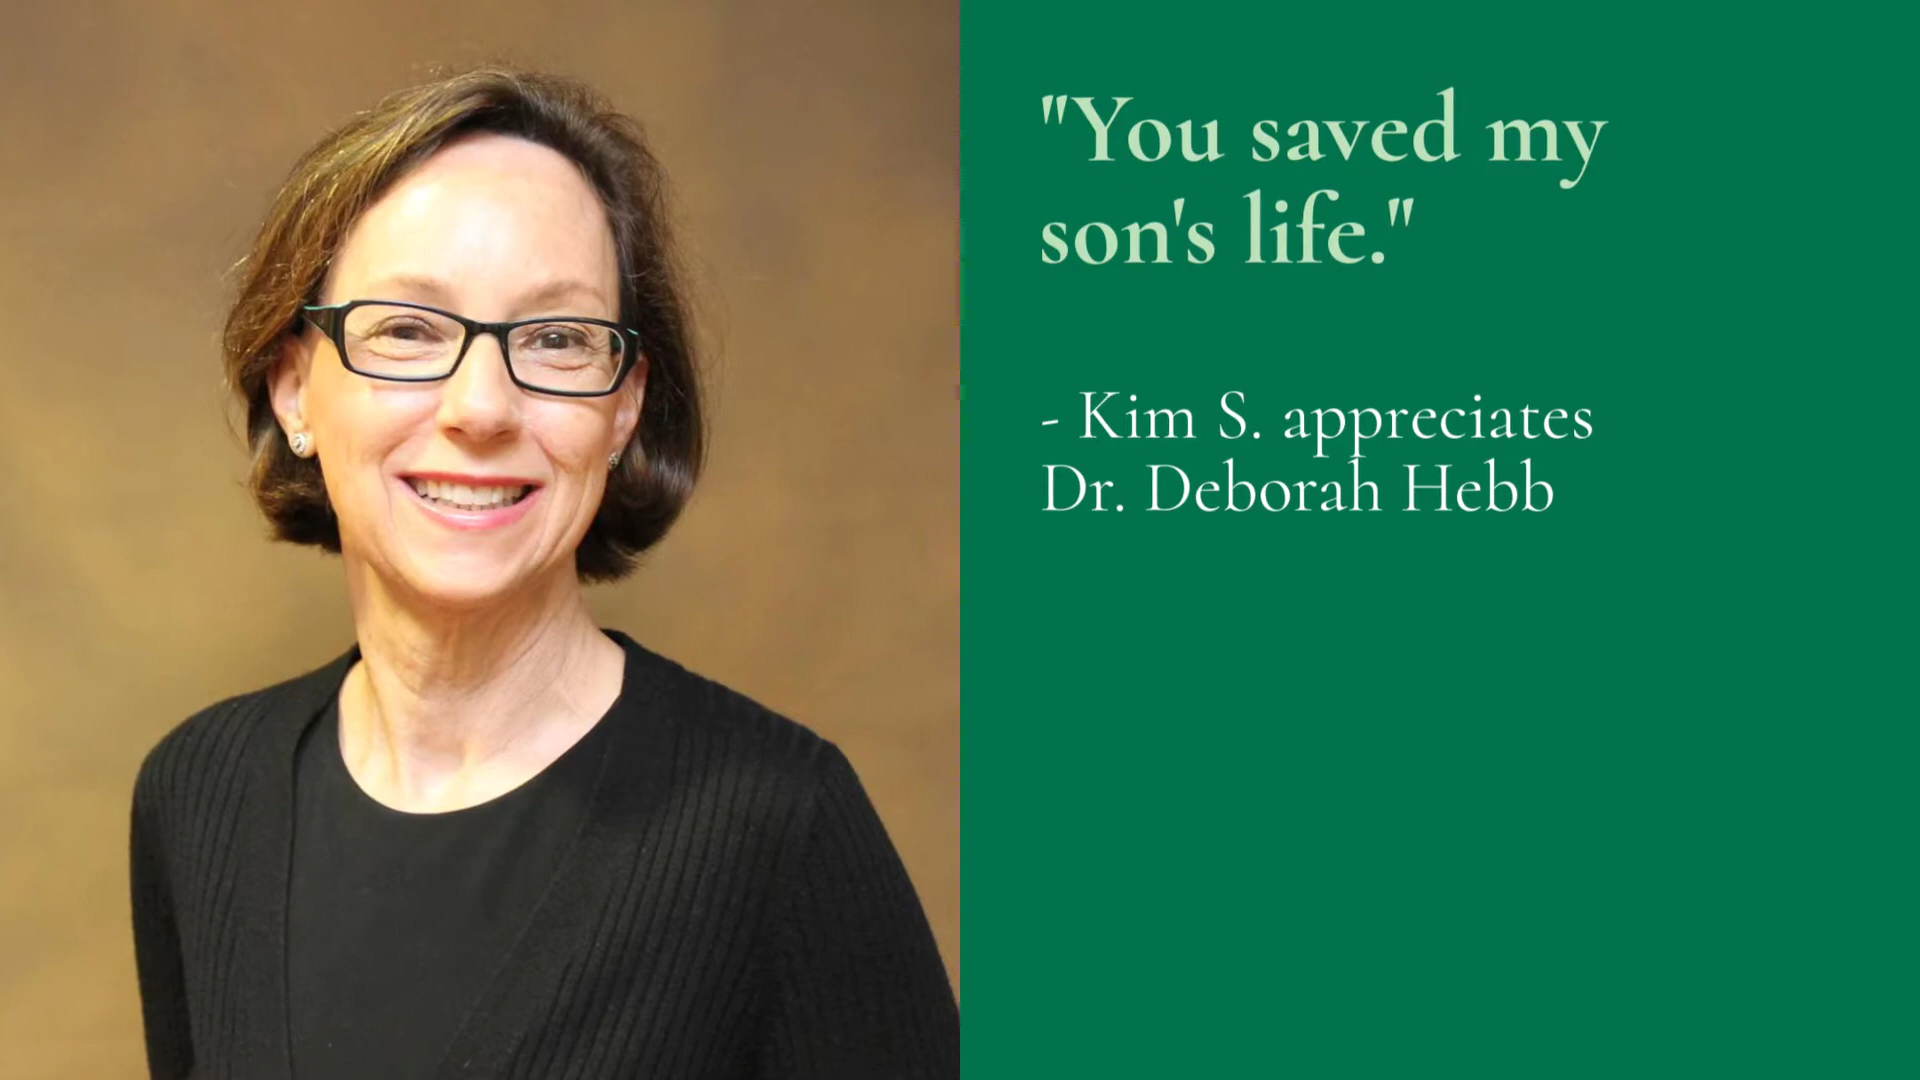 "You saved my
son's life."
- Kim S. appreciates
Dr. Deborah Hebb